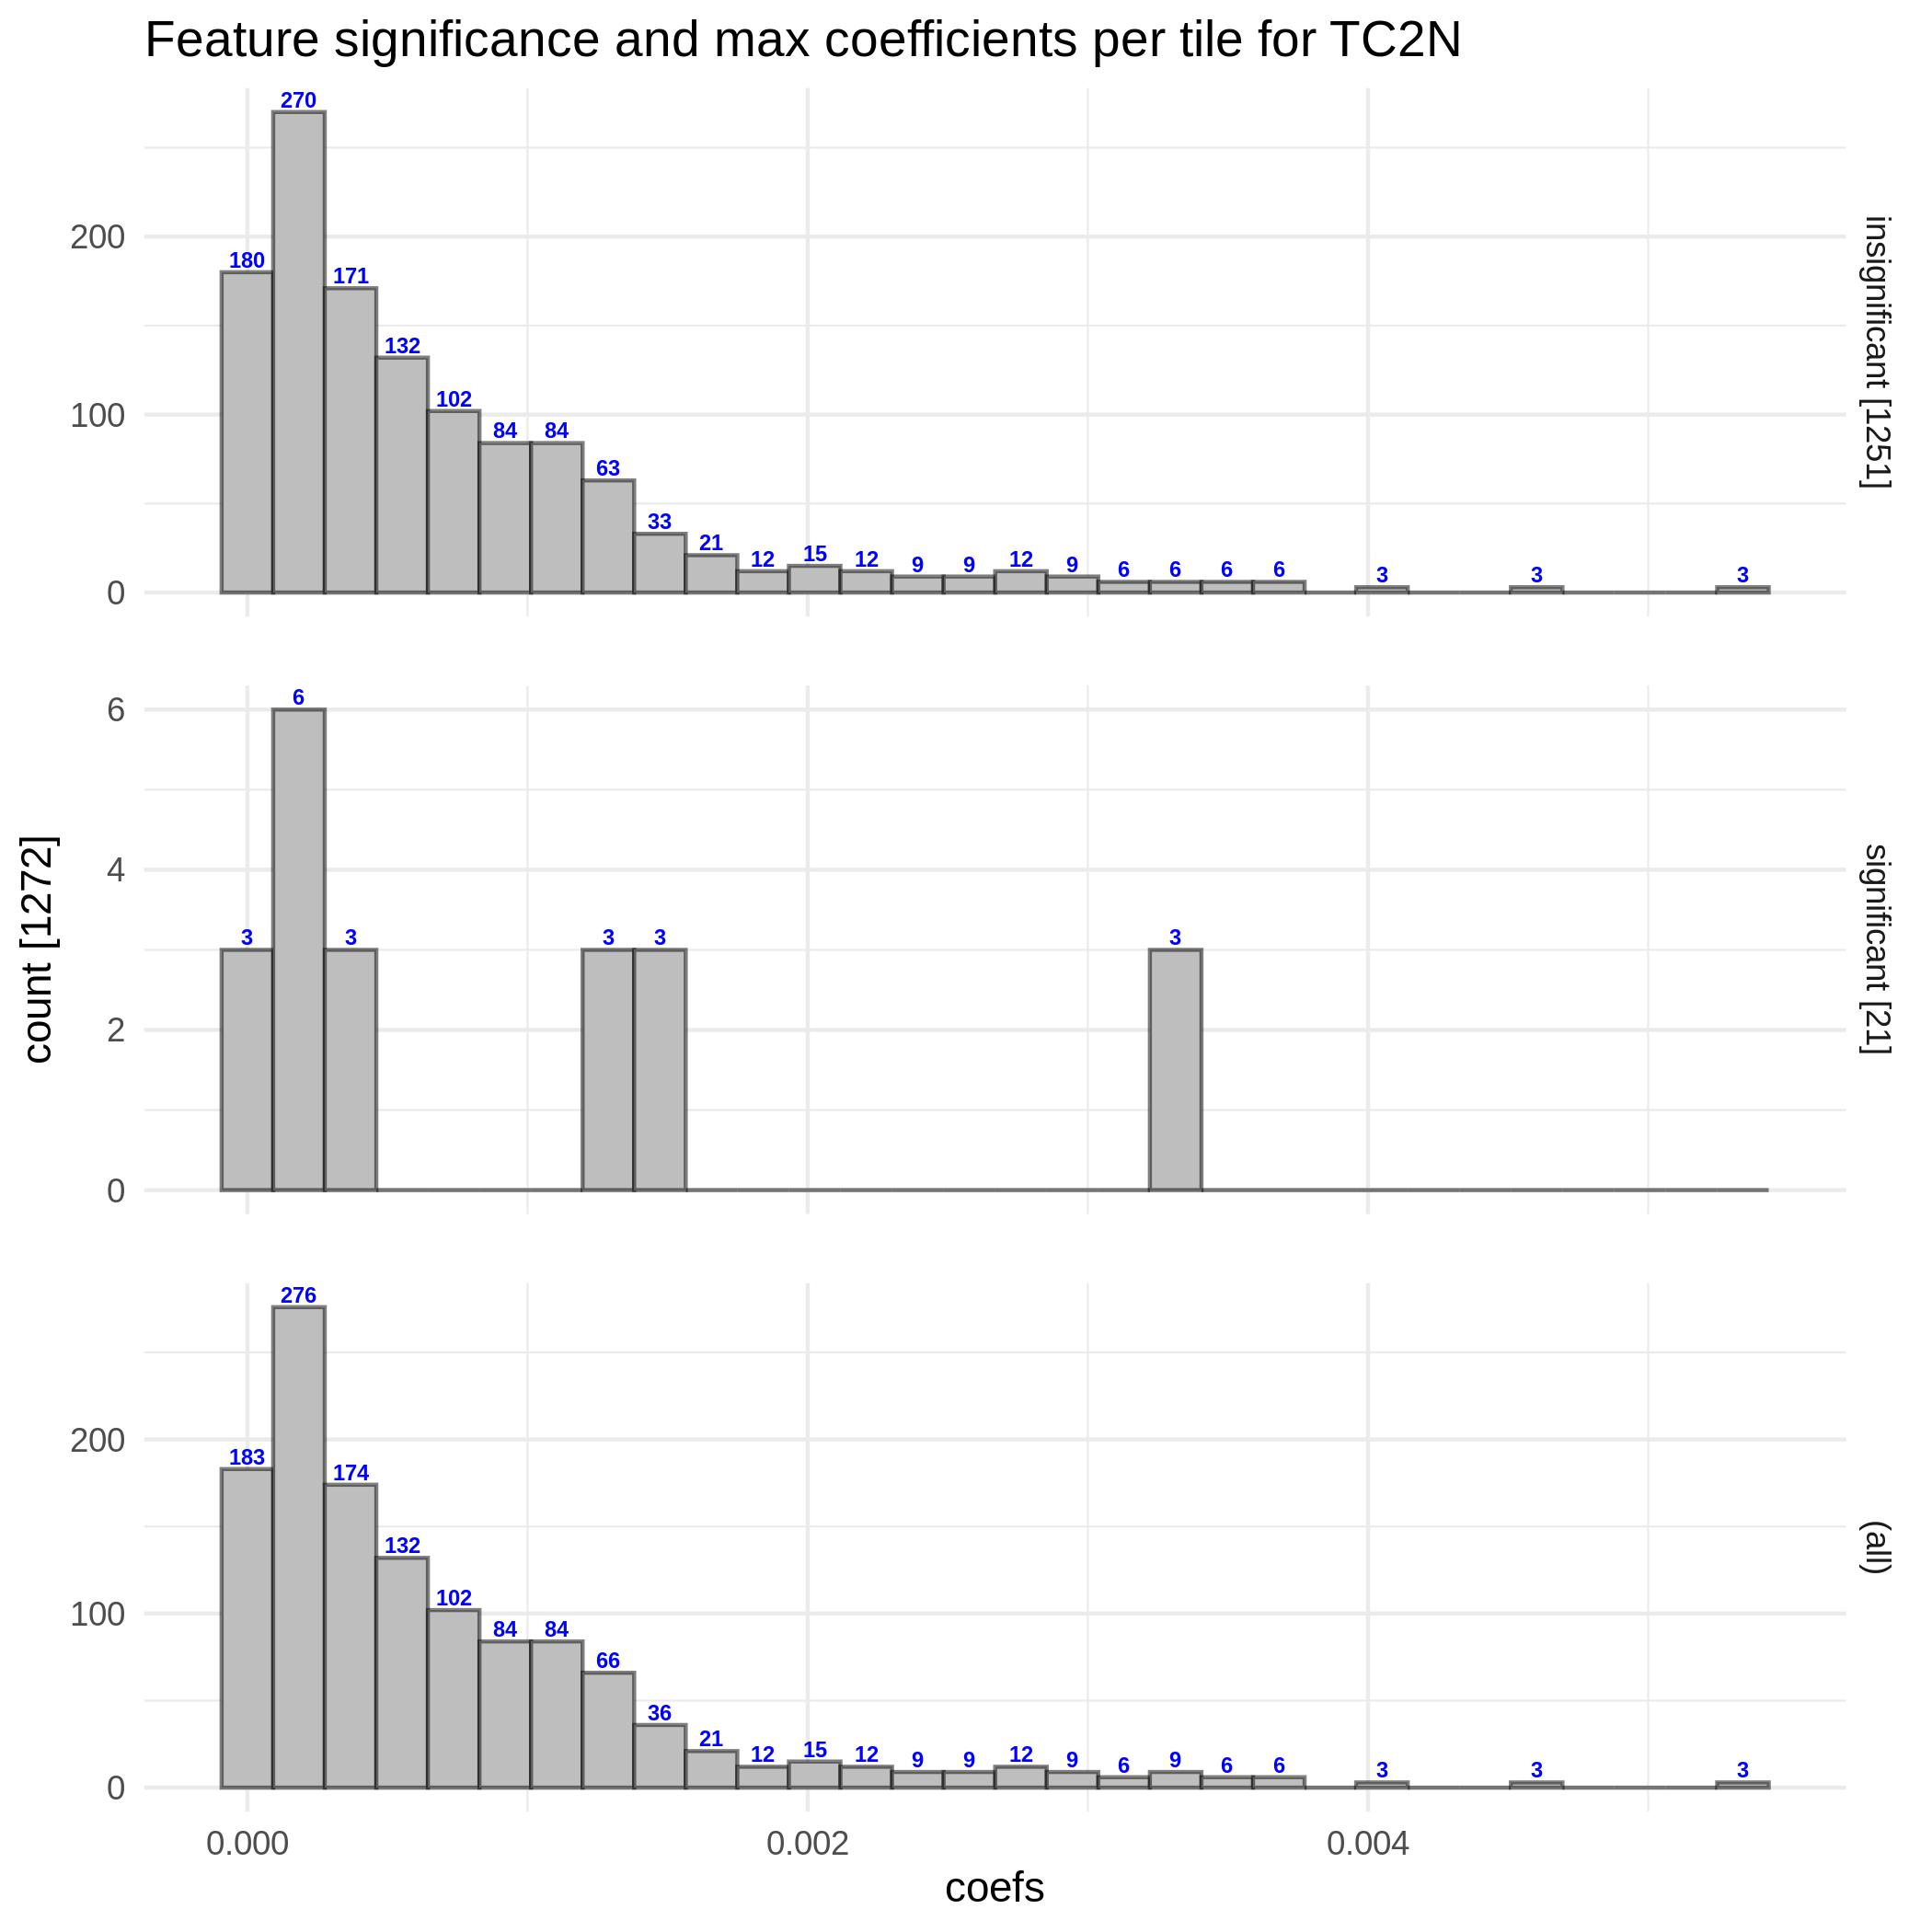 Feature significance and max coefficients per tile for TC2N
270
180
171
132
102
84 84
63
33
21
12 15 12 9 9 12 9 6 6 6 6 3 3 3
200
100
0
insignificant [1251]
6
3 3 3 3 3
6
4
2
0
significant [21]
count [1272]
276
183
174
132
102
84 84
66
36
21
12 15 12 9 9 12 9 6 9 6 6 3 3 3
200
100
0
(all)
0.000 0.002 0.004
coefs